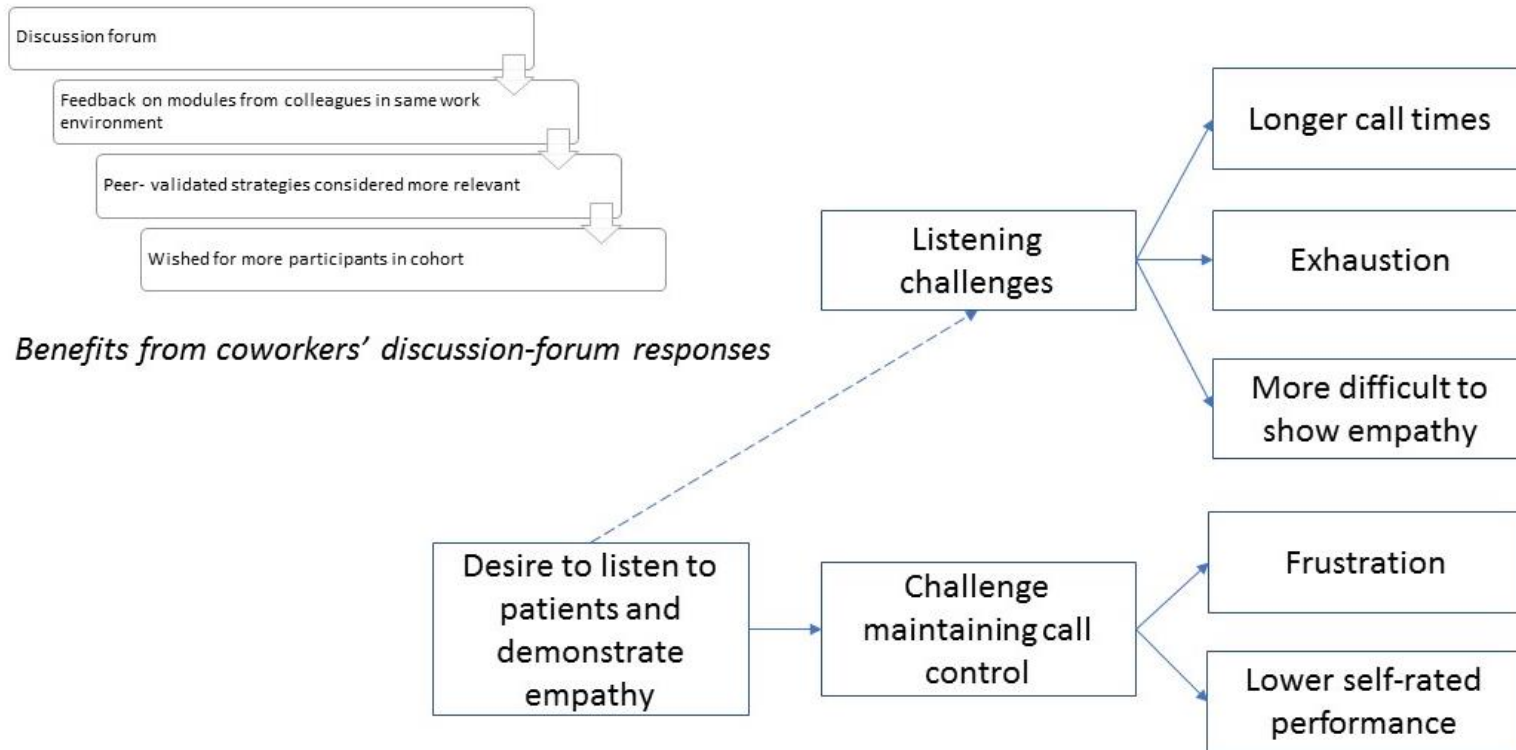 Discussion forum
Feedback on modules from colleagues in same work
environment
Peer- validated strategies considered more relevant
Wished for more participants in cohort
Benefits from coworkers’ discussion-forum responses
Longer call times
Listening
challenges
Exhaustion
More difficult to
show empathy
Desire to listen to
patients and
demonstrate
empathy
Challenge
maintaining call
control
Frustration
Lower self-rated
performance